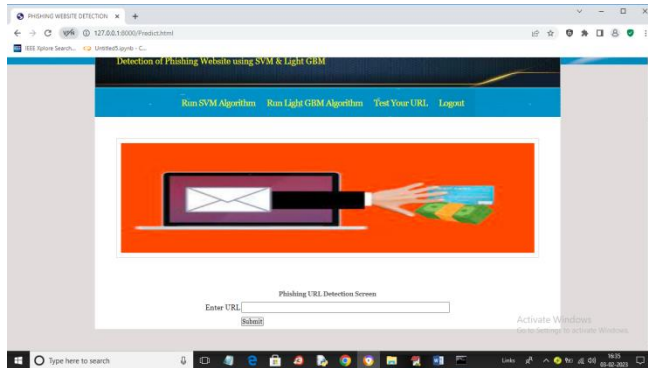 PHISHING WEBSITE DETECTION
127.0.0.1:8000/Predict.html
IEEE Xplore Search...
Untitled5.ipynb - C...
Detection of Phishing Website using SVM & Light GBM
Run SVM Algorithm Run Light GBM Algorithm Test Your URL Logout
Phishing URL Detection Screen
Enter URL
Submit
Activate Windows
Go to Settings to activate Windows.
Type here to search
Links
16:35
03-02-2023